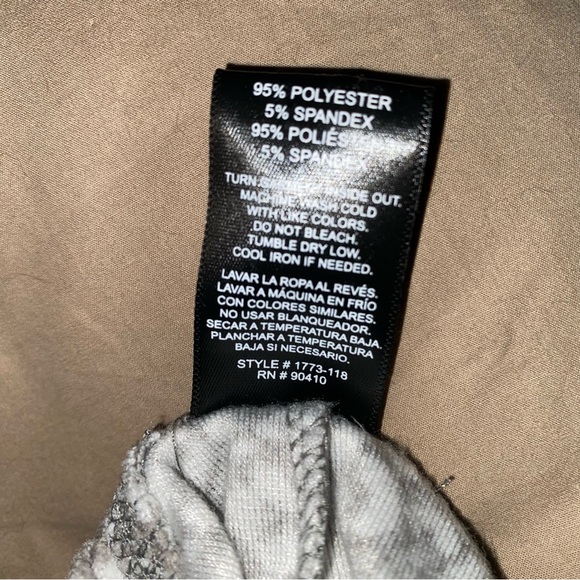 95% POLYESTER
5% SPANDEX
95% POLIÉSTER
5% SPANDEX
TURN GARMENT INSIDE OUT.
MACHINE WASH COLD
WITH LIKE COLORS.
DO NOT BLEACH.
TUMBLE DRY LOW.
COOL IRON IF NEEDED.
LAVAR LA ROPA AL REVÉS.
LAVAR A MÁQUINA EN FRÍO
CON COLORES SIMILARES.
NO USAR BLANQUEADOR.
SECAR A TEMPERATURA BAJA.
PLANCHAR A TEMPERATURA
BAJA SI NECESARIO.
STYLE # 1773-118
RN # 90410